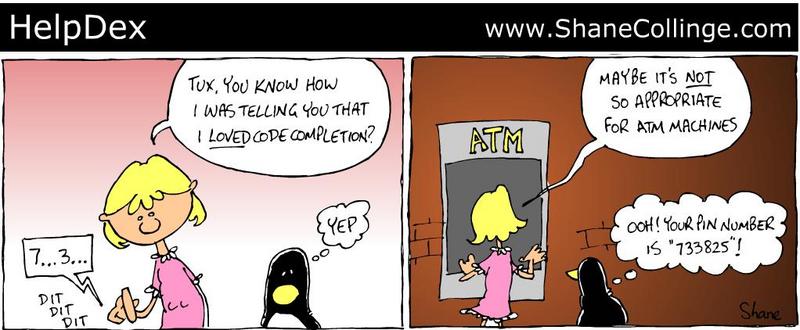 HelpDex
www.ShaneCollinge.com
TUX, YOU KNOW HOW
I WAS TELLING YOU THAT
I LOVED CODE COMPLETION?
YEP
7...3...
DIT
DIT
DIT
MAYBE IT'S NOT
SO APPROPRIATE
FOR ATM MACHINES
ATM
OOH! YOUR PIN NUMBER
IS "733825"!
Shane